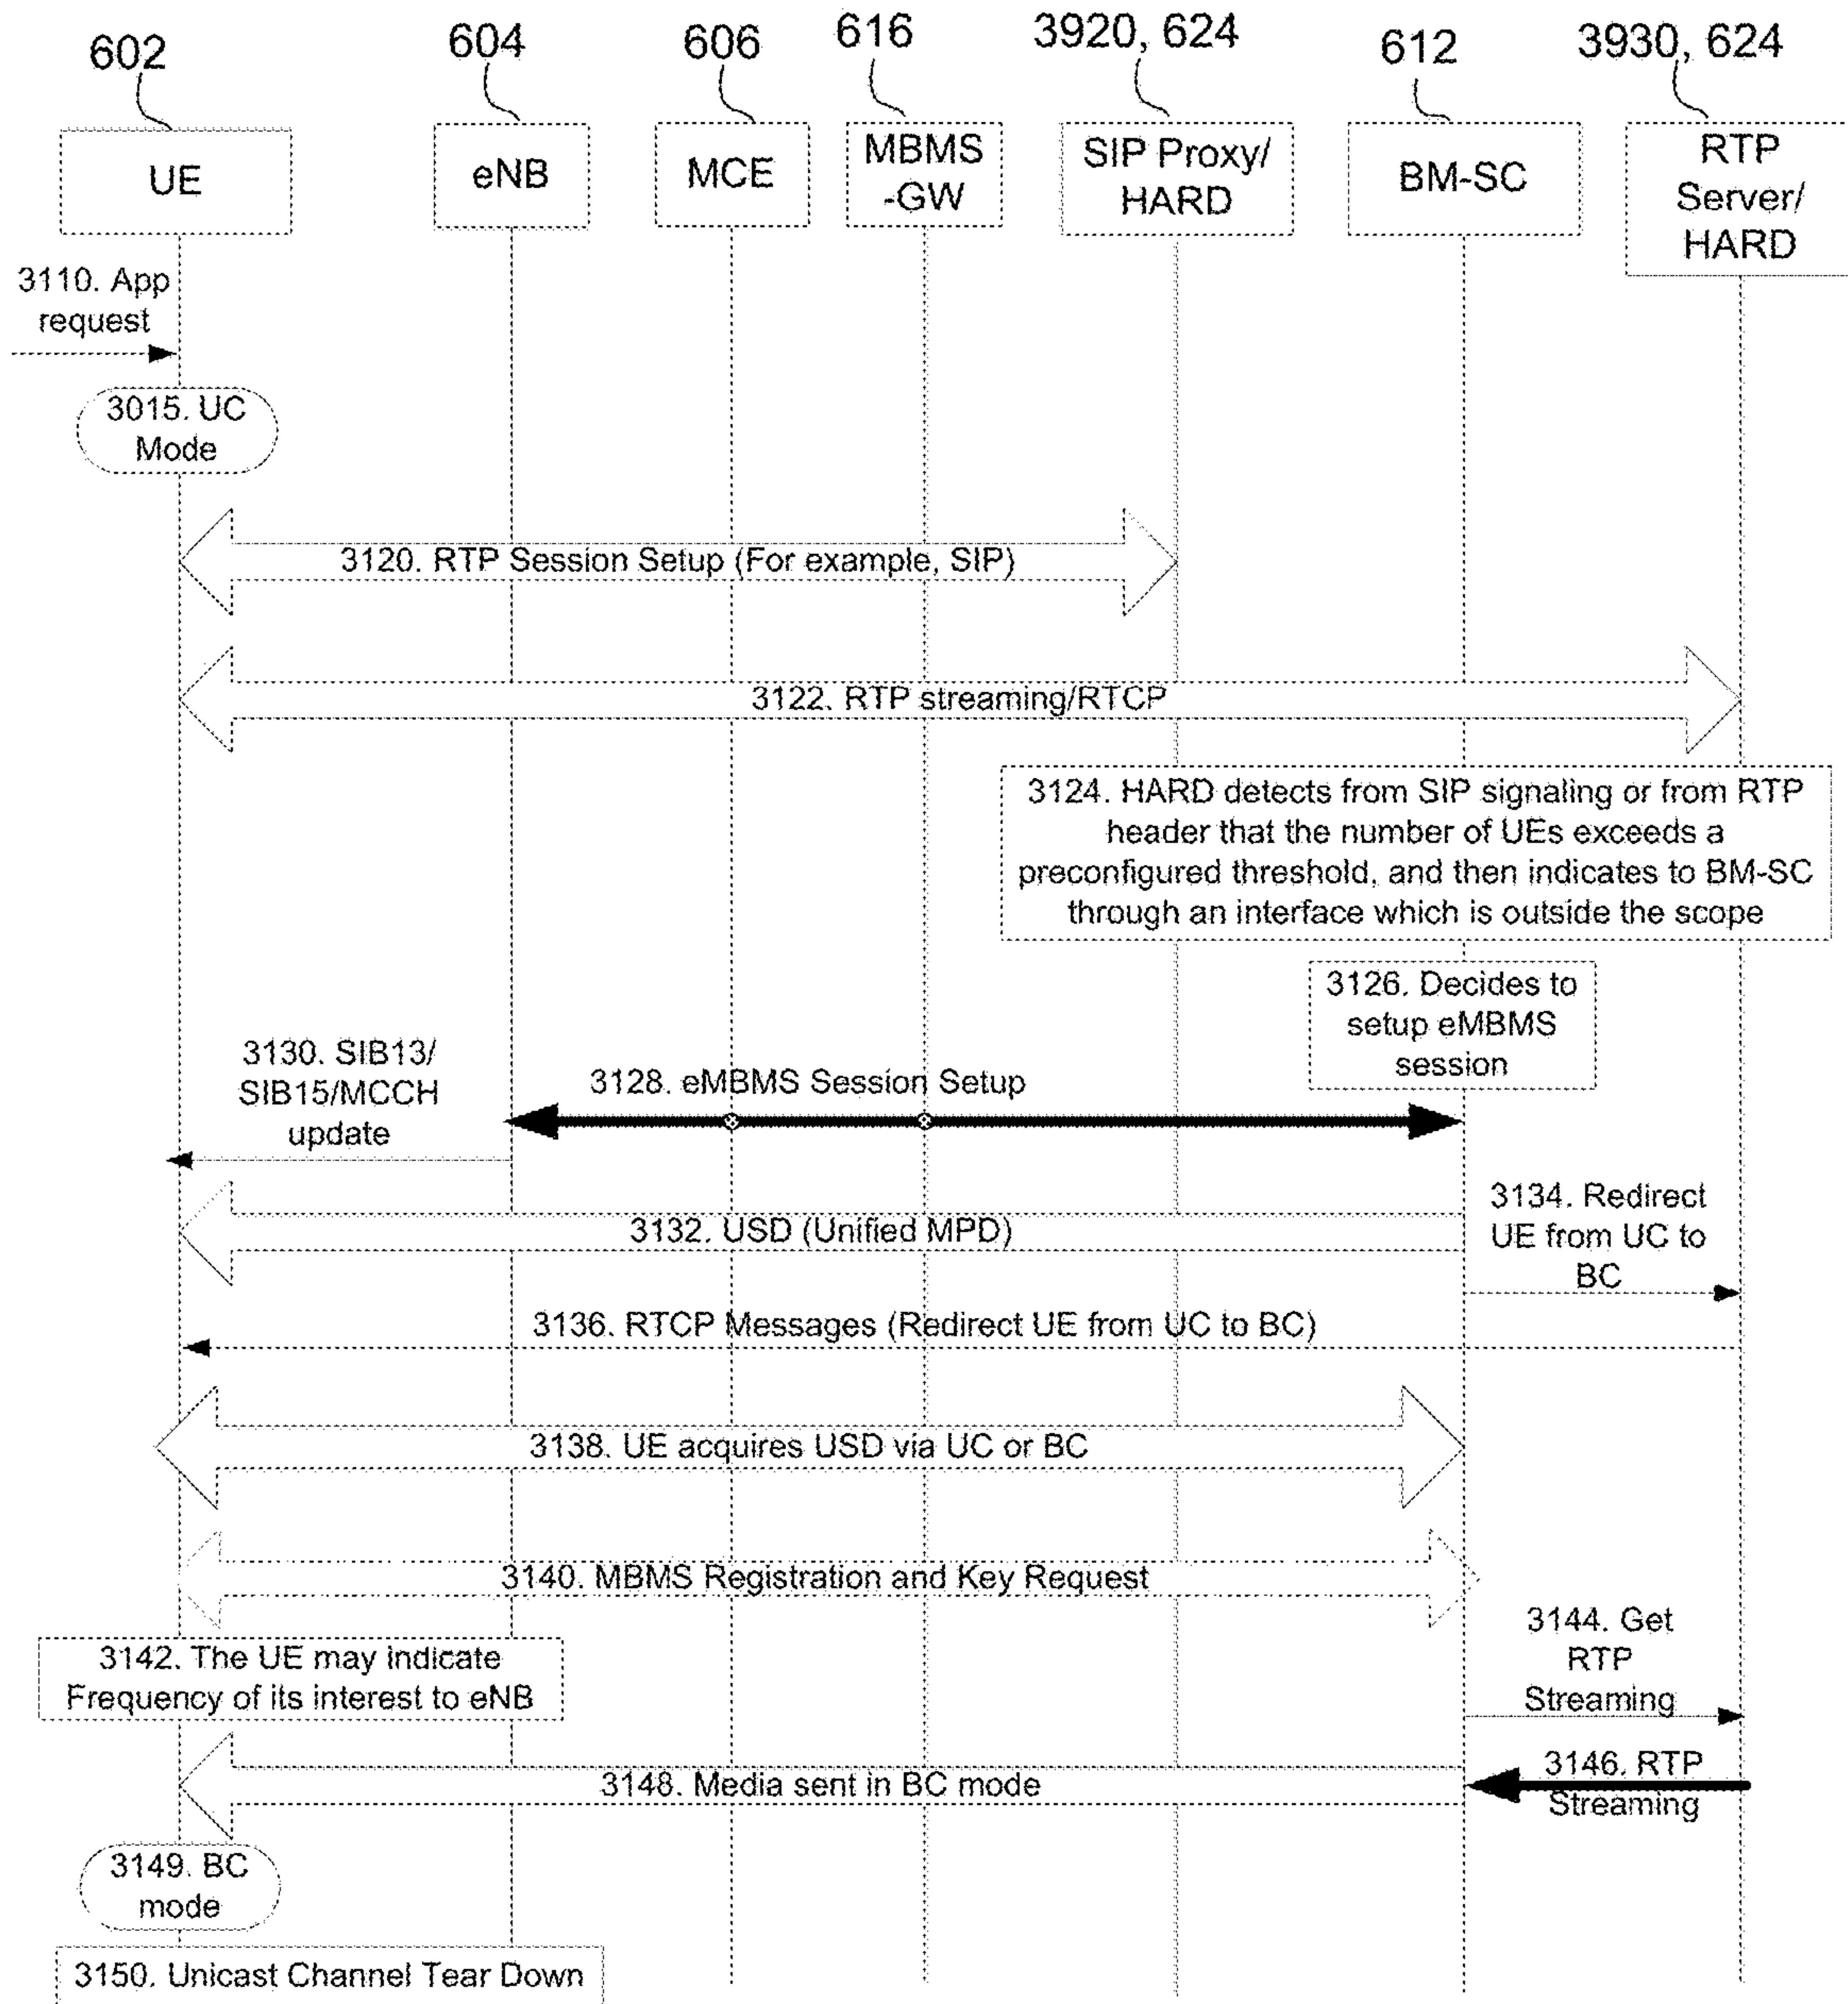 602
604
606
616
3920, 624
612
3930, 624
UE
eNB
MCE
MBMS
-GW
SIP Proxy/
HARD
BM-SC
RTP
Server/
HARD
3110. App
request
3015. UC
Mode
3120. RTP Session Setup (For example, SIP)
3122. RTP streaming/RTCP
3124. HARD detects from SIP signaling or from RTP
header that the number of UEs exceeds a
preconfigured threshold, and then indicates to BM-SC
through an interface which is outside the scope
3126. Decides to
setup eMBMS
session
3130. SIB13/
SIB15/MCCH
update
3128. eMBMS Session Setup
3132. USD (Unified MPD)
3134. Redirect
UE from UC to
BC
3136. RTCP Messages (Redirect UE from UC to BC)
3138. UE acquires USD via UC or BC
3140. MBMS Registration and Key Request
3142. The UE may indicate
Frequency of its interest to eNB
3144. Get
RTP
Streaming
3146. RTP
Streaming
3148. Media sent in BC mode
3149. BC
mode
3150. Unicast Channel Tear Down